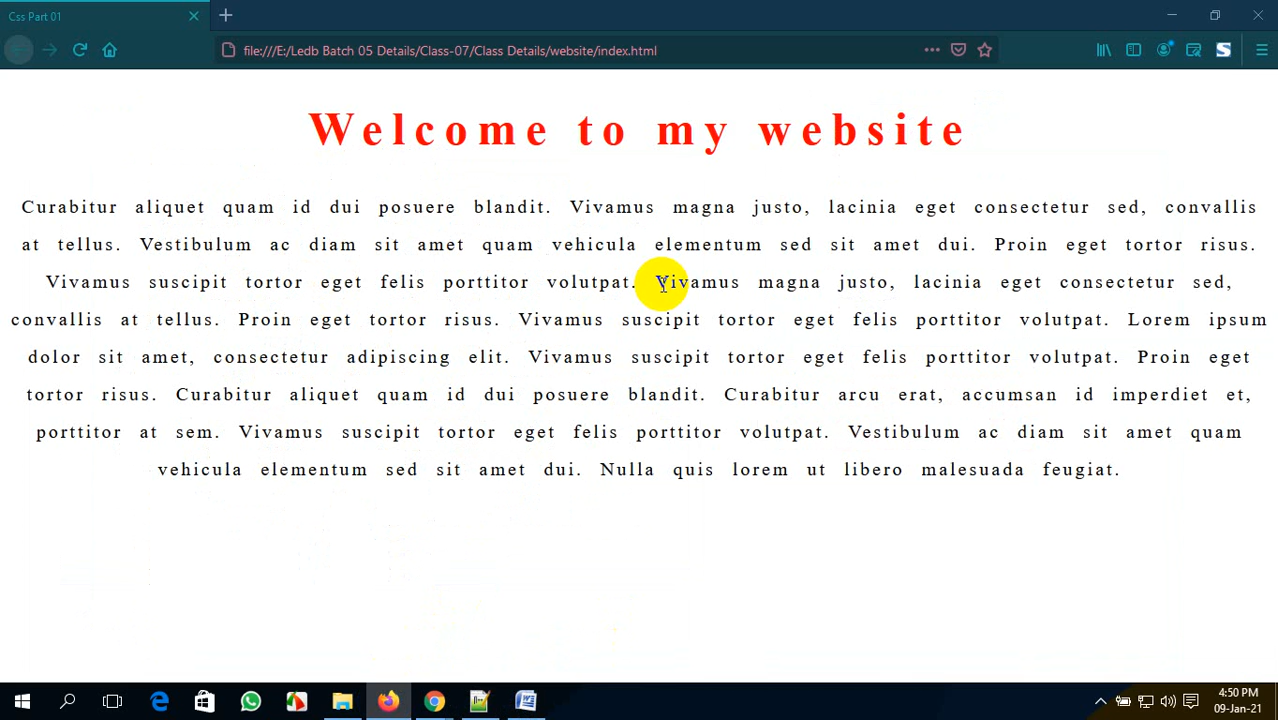 Css Part 01
file:///E:/Ledb Batch 05 Details/Class-07/Class Details/website/index.html
Welcome to my website
Curabitur aliquet quam id dui posuere blandit. Vivamus magna justo, lacinia eget consectetur sed, convallis
at tellus. Vestibulum ac diam sit amet quam vehicula elementum sed sit amet dui. Proin eget tortor risus.
Vivamus suscipit tortor eget felis porttitor volutpat. Vivamus magna justo, lacinia eget consectetur sed,
convallis at tellus. Proin eget tortor risus. Vivamus suscipit tortor eget felis porttitor volutpat. Lorem ipsum
dolor sit amet, consectetur adipiscing elit. Vivamus suscipit tortor eget felis porttitor volutpat. Proin eget
tortor risus. Curabitur aliquet quam id dui posuere blandit. Curabitur arcu erat, accumsan id imperdiet et,
porttitor at sem. Vivamus suscipit tortor eget felis porttitor volutpat. Vestibulum ac diam sit amet quam
vehicula elementum sed sit amet dui. Nulla quis lorem ut libero malesuada feugiat.
4:50 PM
09-Jan-21